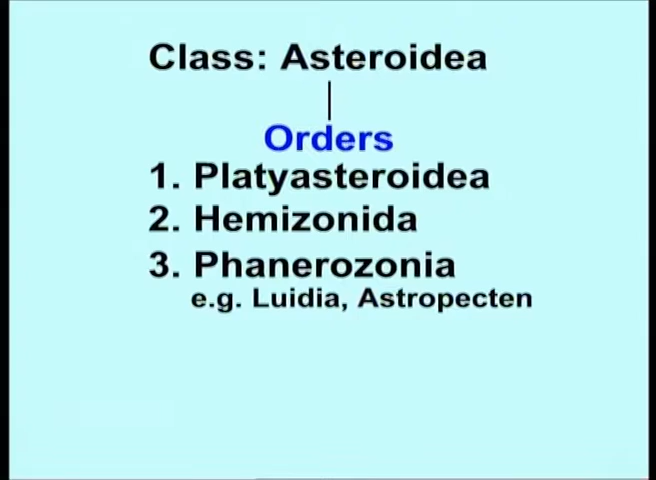 Class: Asteroidea
Orders
1. Platyasteroidea
2. Hemizonida
3. Phanerozonia
e.g. Luidia, Astropecten